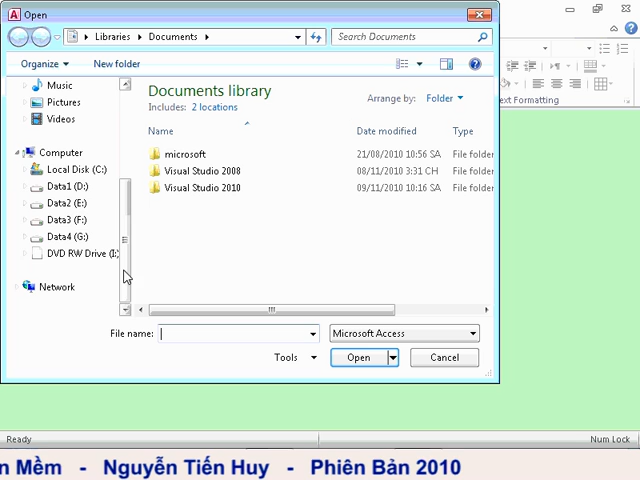 Open
Libraries Documents
Search Documents
Organize New folder
Music
Pictures
Videos
Computer
Local Disk (C:)
Data1 (D:)
Data2 (E:)
Data3 (F:)
Data4 (G:)
DVD RW Drive (I:)
Network
Documents library
Includes: 2 locations
Arrange by: Folder
Name Date modified Type
microsoft 21/08/2010 10:56 SA File folder
Visual Studio 2008 08/11/2010 3:31 CH File folder
Visual Studio 2010 09/11/2010 10:16 SA File folder
File name: Microsoft Access
Tools Open Cancel
ext Formatting
Ready Num Lock
n Mềm - Nguyễn Tiến Huy - Phiên Bản 2010